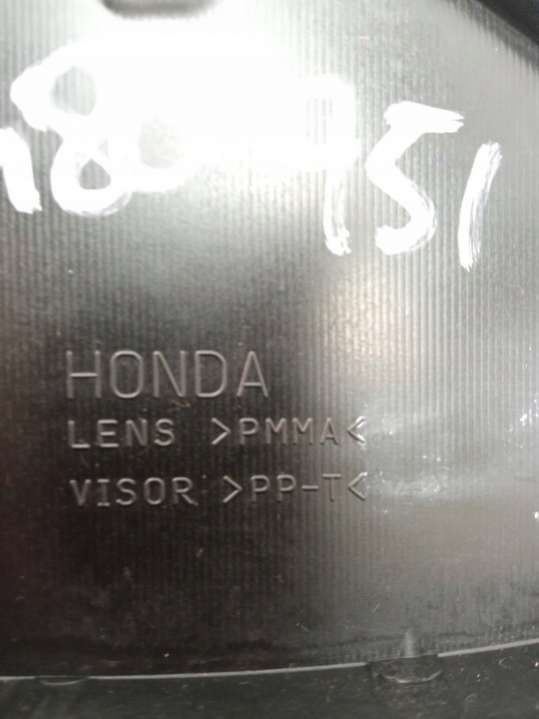 HONDA
LENS >PMMA<
VISOR >PP-T<